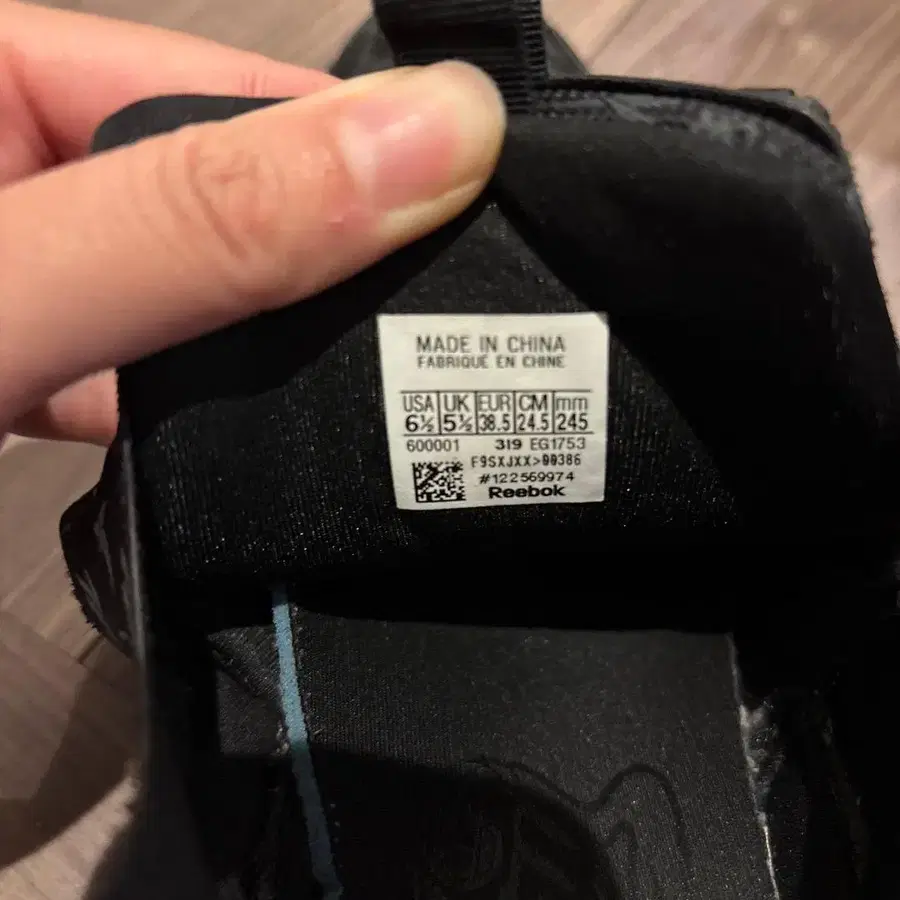 MADE IN CHINA
FABRIQUÉ EN CHINE
USA UK EUR CM mm
6½ 5½ 38.5 24.5 245
600001 319 EG1753
F9SXJXX>00386
#122569974
Reebok